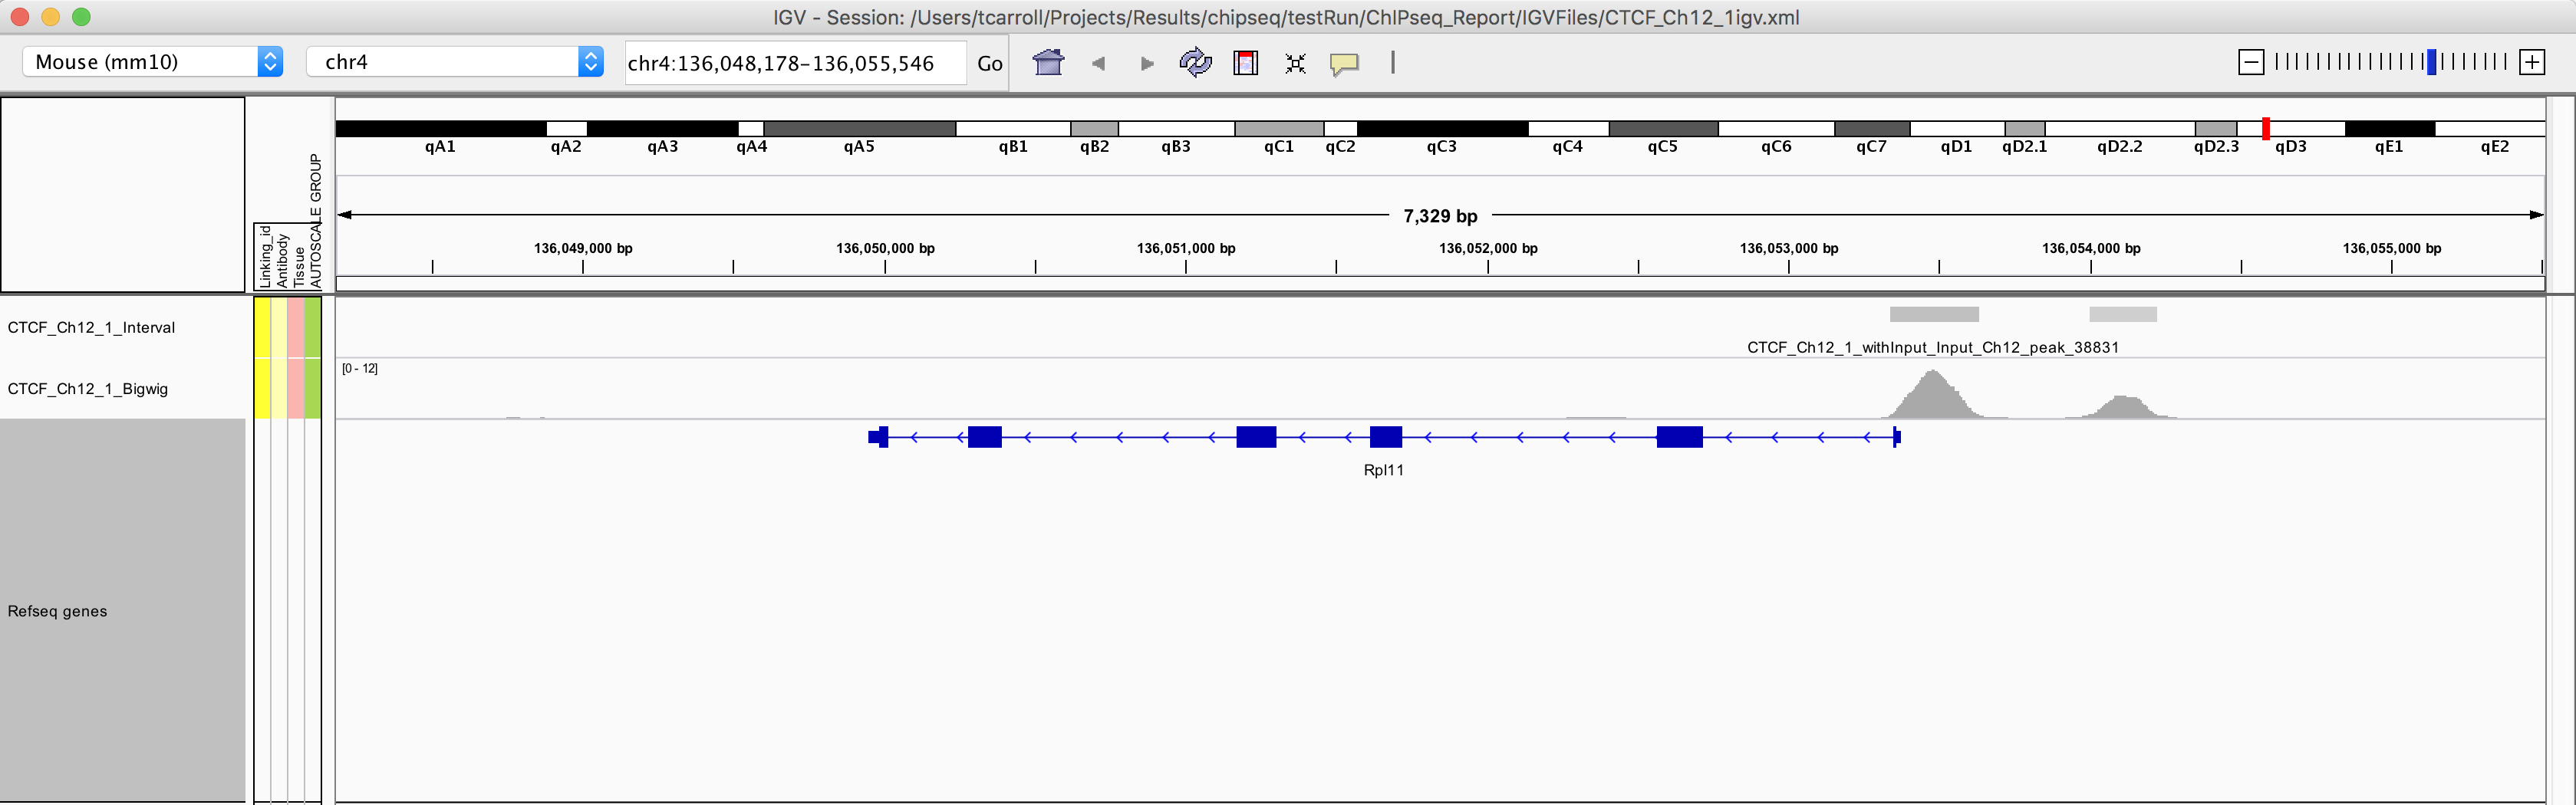 IGV - Session: /Users/tcarroll/Projects/Results/chipseq/testRun/ChIPseq_Report/IGVFiles/CTCF_Ch12_1igv.xml
Mouse (mm10) chr4 chr4:136,048,178-136,055,546 Go
qA1 qA2 qA3 qA4 qA5 qB1 qB2 qB3 qC1 qC2 qC3 qC4 qC5 qC6 qC7 qD1 qD2.1 qD2.2 qD2.3 qD3 qE1 qE2
7,329 bp
136,049,000 bp 136,050,000 bp 136,051,000 bp 136,052,000 bp 136,053,000 bp 136,054,000 bp 136,055,000 bp
Linking_id
Antibody
Tissue
AUTOSCALE GROUP
CTCF_Ch12_1_Interval
CTCF_Ch12_1_withInput_Input_Ch12_peak_38831
[0 - 12]
CTCF_Ch12_1_Bigwig
Rpl11
Refseq genes